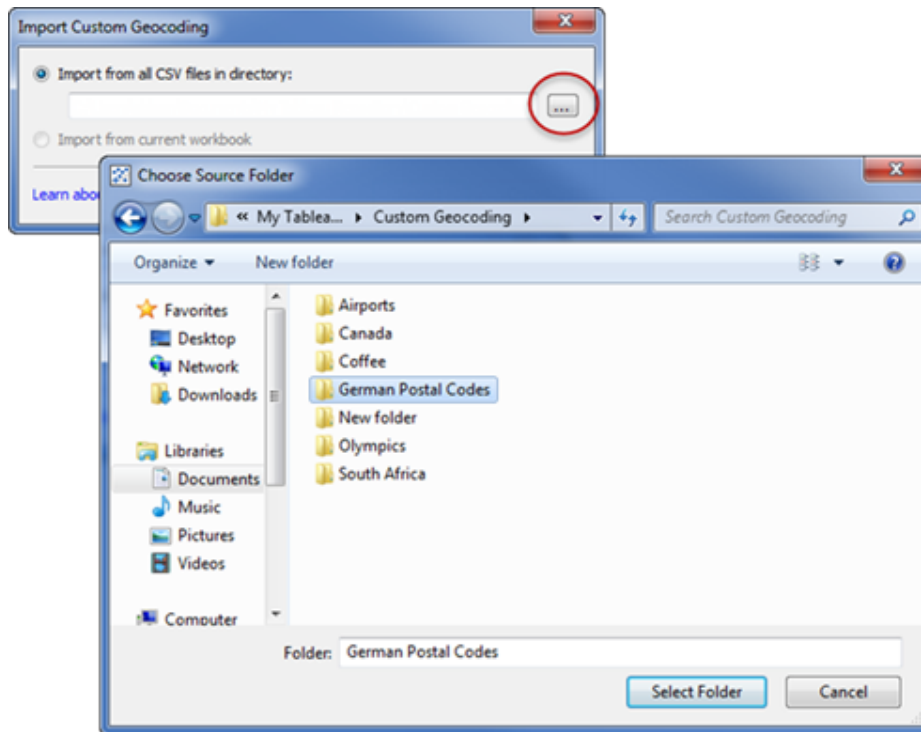 Import Custom Geocoding
Import from all CSV files in directory:
...
Import from current workbook
Learn abo
Choose Source Folder
« My Tablea... Custom Geocoding
Search Custom Geocoding
Organize
New folder
Favorites
Desktop
Network
Downloads
Libraries
Documents
Music
Pictures
Videos
Computer
Airports
Canada
Coffee
German Postal Codes
New folder
Olympics
South Africa
Folder: German Postal Codes
Select Folder
Cancel